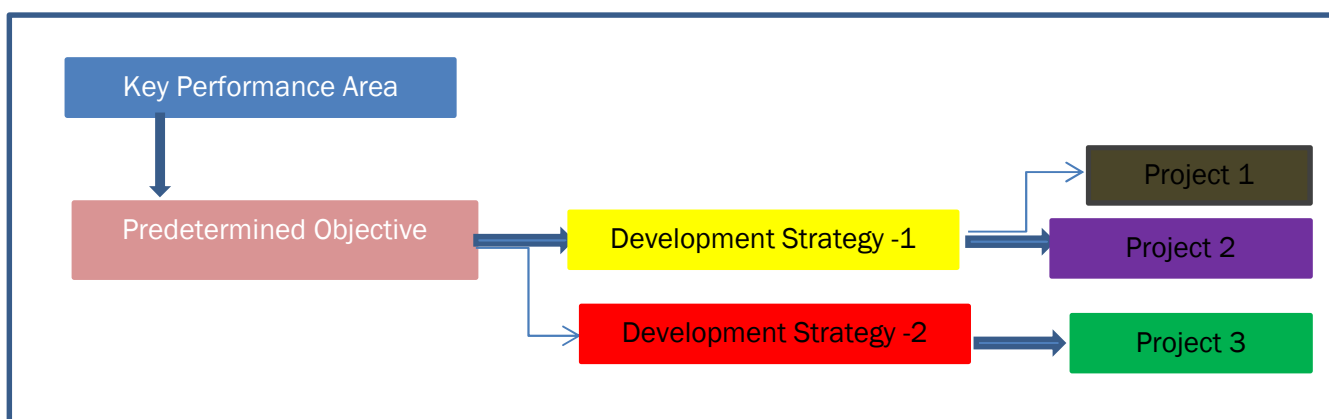 Key Performance Area
Project 1
Predetermined Objective
Development Strategy -1
Project 2
Development Strategy -2
Project 3